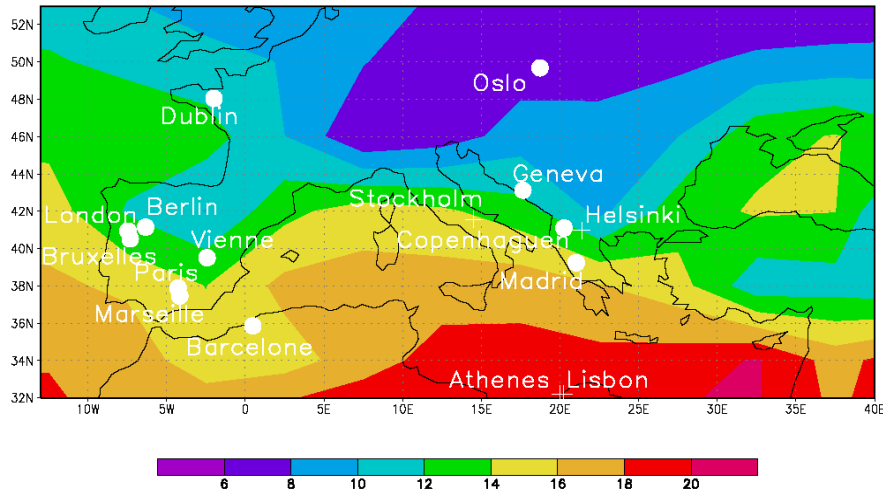 52N
50N
Oslo
48N
Dublin
46N
44N
Geneva
Stockholm
42N
London Berlin Helsinki
Copenhaguen
40N
Bruxelles Vienne
Paris Madrid
38N
Marseille
36N
Barcelone
34N
Athenes Lisbon
32N
10W 5W 0 5E 10E 15E 20E 25E 30E 35E 40E
6 8 10 12 14 16 18 20